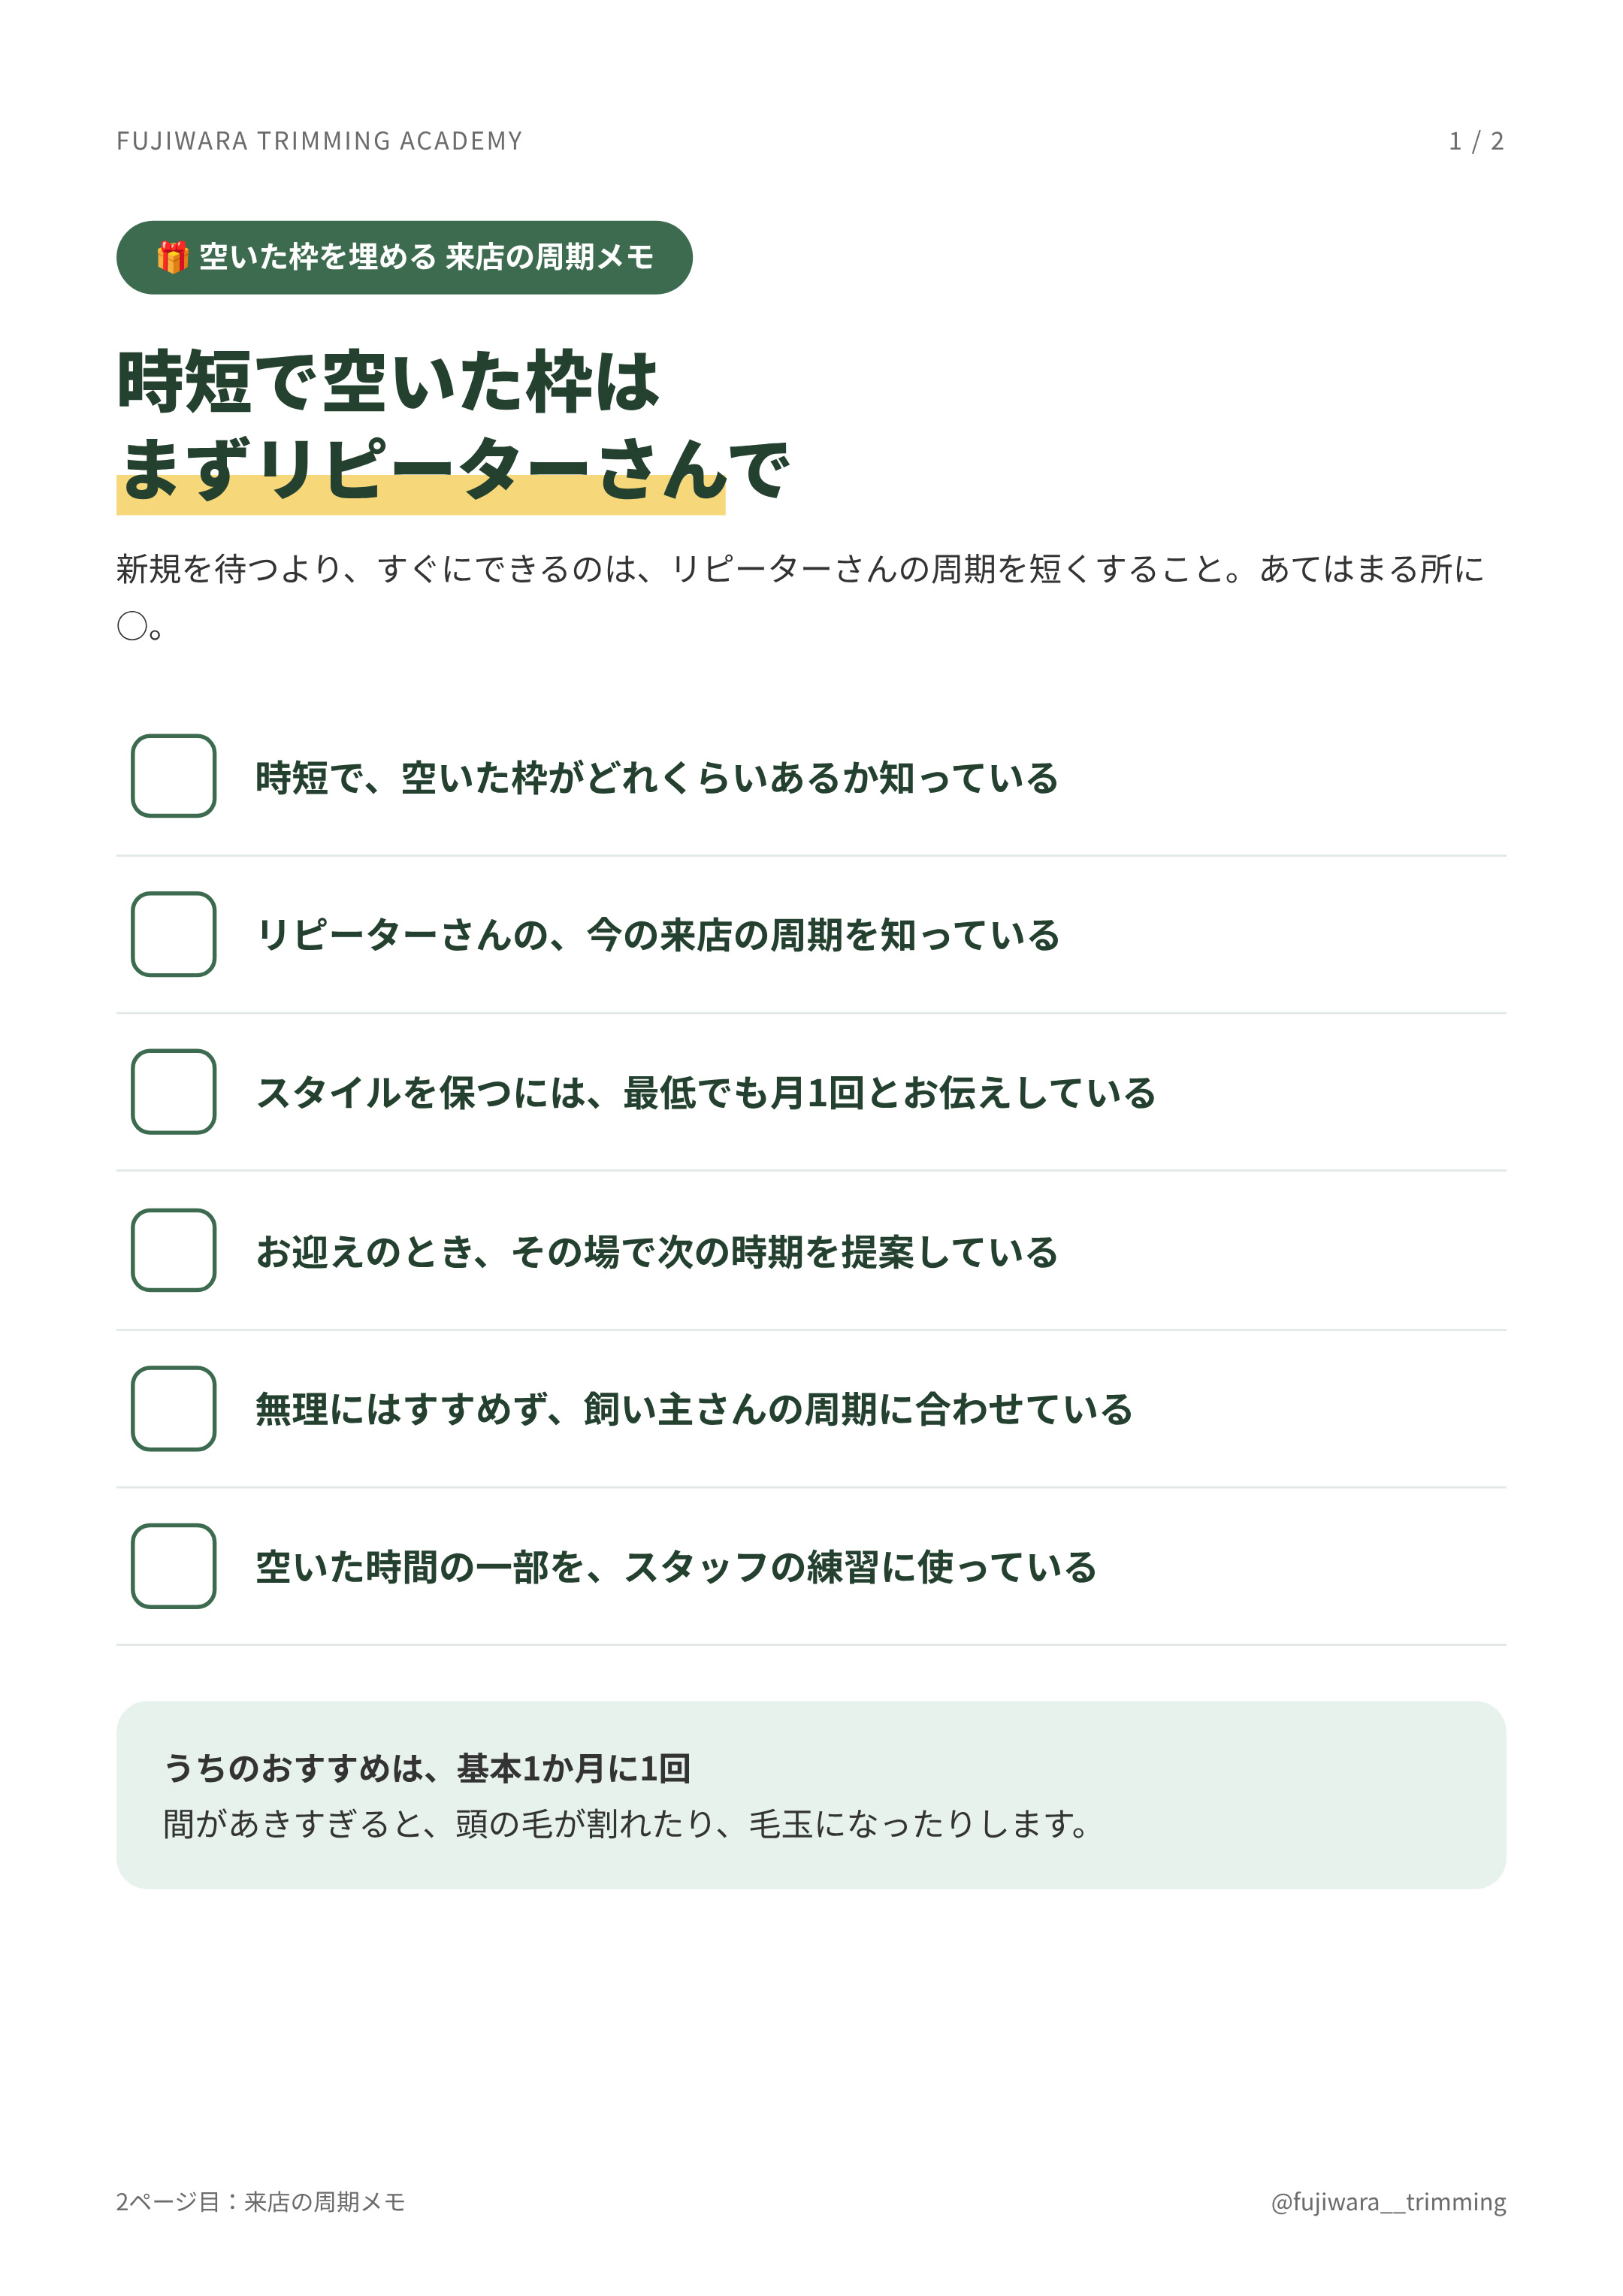 FUJIWARA TRIMMING ACADEMY
1 / 2
🎁 空いた枠を埋める 来店の周期メモ
時短で空いた枠は
まずリピーターさんで
新規を待つより、すぐにできるのは、リピーターさんの周期を短くすること。あてはまる所に
◯。
時短で、空いた枠がどれくらいあるか知っている
リピーターさんの、今の来店の周期を知っている
スタイルを保つには、最低でも月1回とお伝えしている
お迎えのとき、その場で次の時期を提案している
無理にはすすめず、飼い主さんの周期に合わせている
空いた時間の一部を、スタッフの練習に使っている
うちのおすすめは、基本1か月に1回
間があきすぎると、頭の毛が割れたり、毛玉になったりします。
2ページ目：来店の周期メモ
@fujiwara__trimming